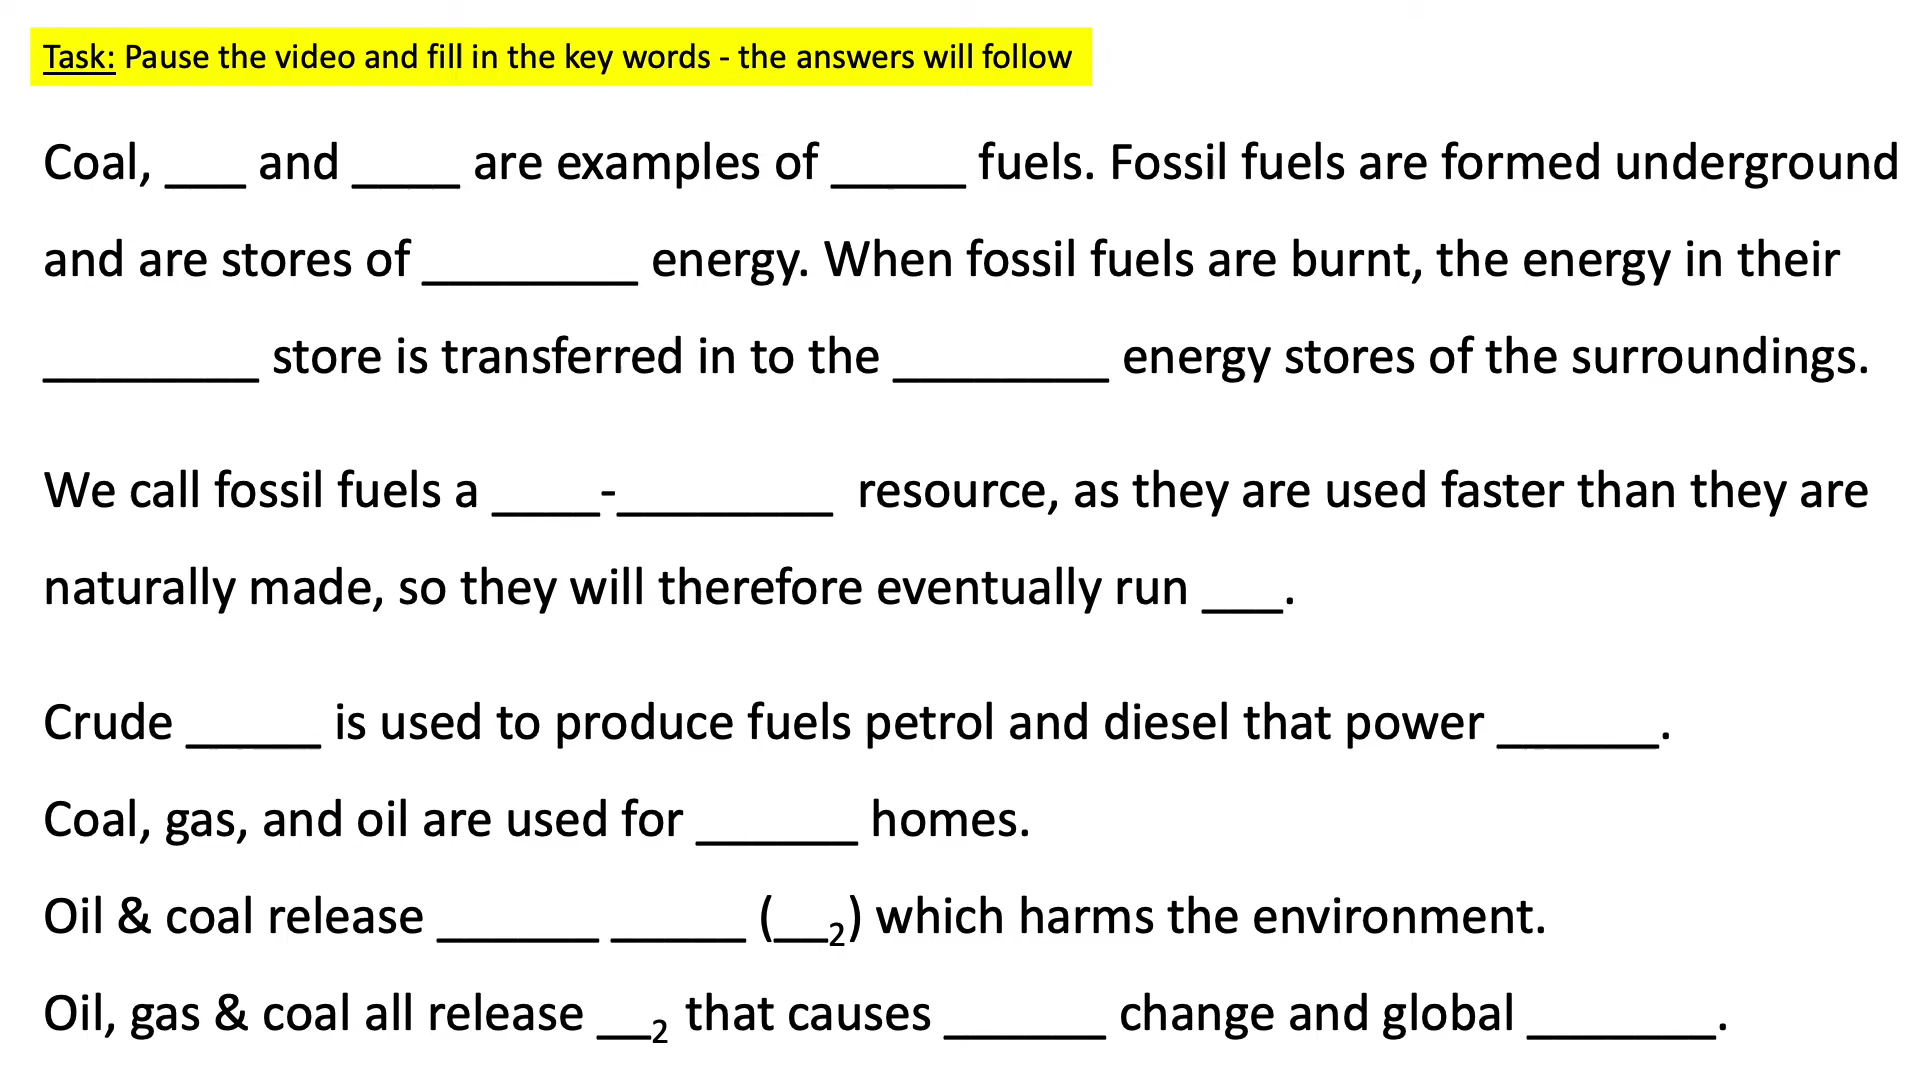 Task: Pause the video and fill in the key words - the answers will follow
Coal, ___ and ____ are examples of _____ fuels. Fossil fuels are formed underground
and are stores of ________ energy. When fossil fuels are burnt, the energy in their
________ store is transferred in to the ________ energy stores of the surroundings.
We call fossil fuels a ____-________ resource, as they are used faster than they are
naturally made, so they will therefore eventually run ___.
Crude _____ is used to produce fuels petrol and diesel that power ______.
Coal, gas, and oil are used for ______ homes.
Oil & coal release ______ _____ (__₂) which harms the environment.
Oil, gas & coal all release __₂ that causes ______ change and global _______.